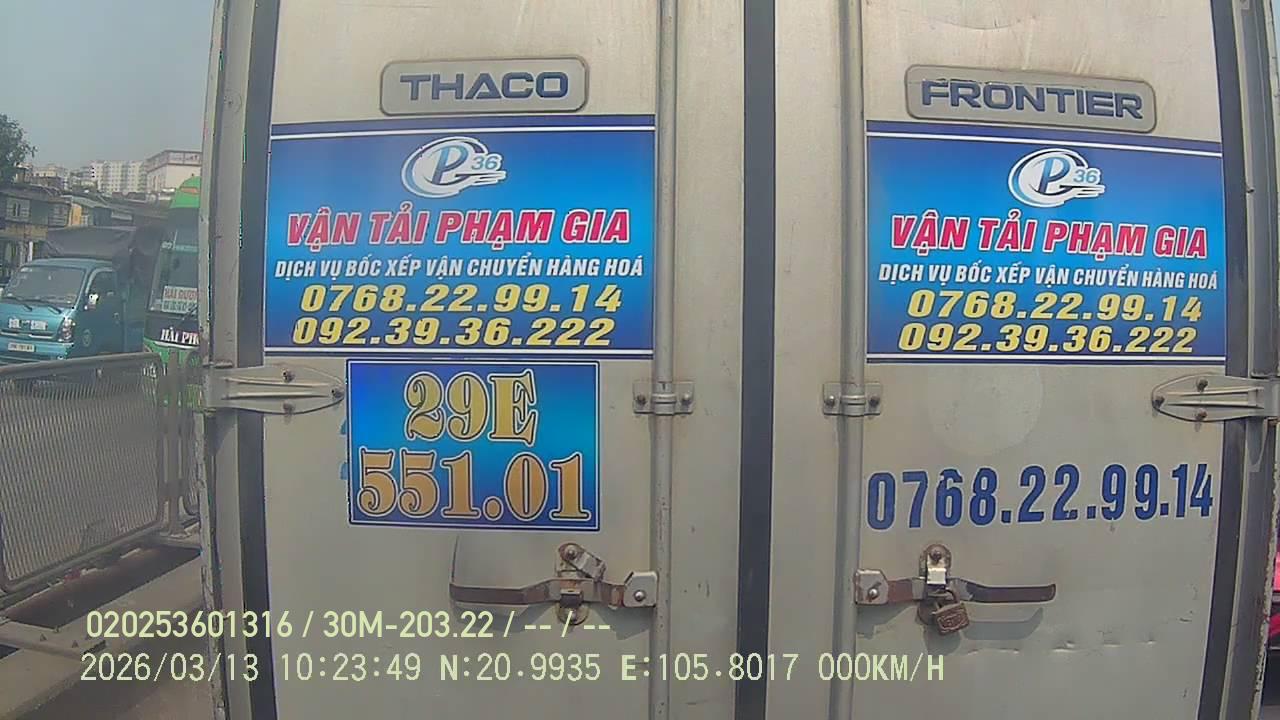 THACO
FRONTIER
P 36
VẬN TẢI PHẠM GIA
DỊCH VỤ BỐC XẾP VẬN CHUYỂN HÀNG HOÁ
0768.22.99.14
092.39.36.222
P 36
VẬN TẢI PHẠM GIA
DỊCH VỤ BỐC XẾP VẬN CHUYỂN HÀNG HOÁ
0768.22.99.14
092.39.36.222
29E
551.01
0768.22.99.14
020253601316 / 30M-203.22 / -- / --
2026/03/13 10:23:49 N:20.9935 E:105.8017 000KM/H